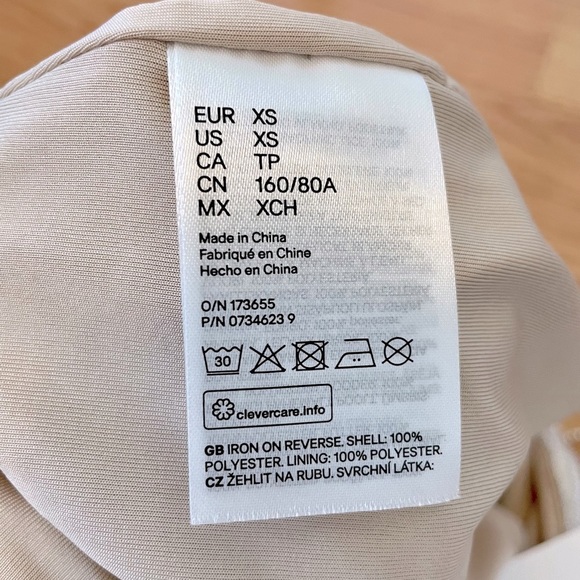 EUR XS
US XS
CA TP
CN 160/80A
MX XCH
Made in China
Fabriqué en Chine
Hecho en China
O/N 173655
P/N 0734623 9
30
clevercare.info
GB IRON ON REVERSE. SHELL: 100%
POLYESTER. LINING: 100% POLYESTER.
CZ ŽEHLIT NA RUBU. SVRCHNÍ LÁTKA: